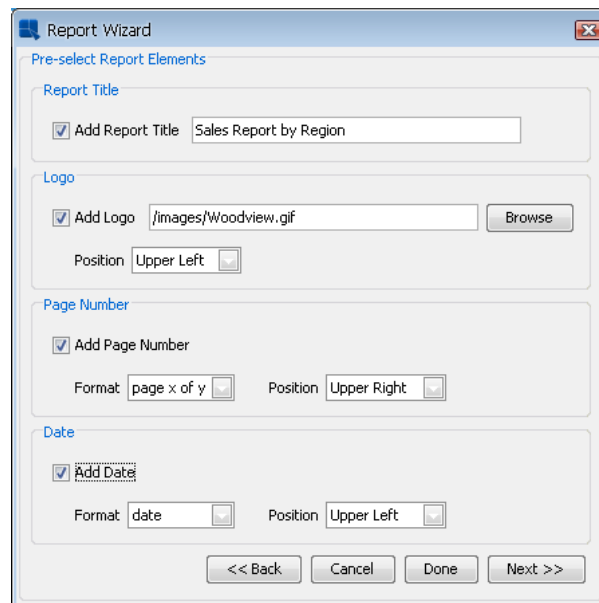 Report Wizard
Pre-select Report Elements
Report Title
Add Report Title Sales Report by Region
Logo
Add Logo /images/Woodview.gif Browse
Position Upper Left
Page Number
Add Page Number
Format page x of y Position Upper Right
Date
Add Date
Format date Position Upper Left
<< Back Cancel Done Next >>